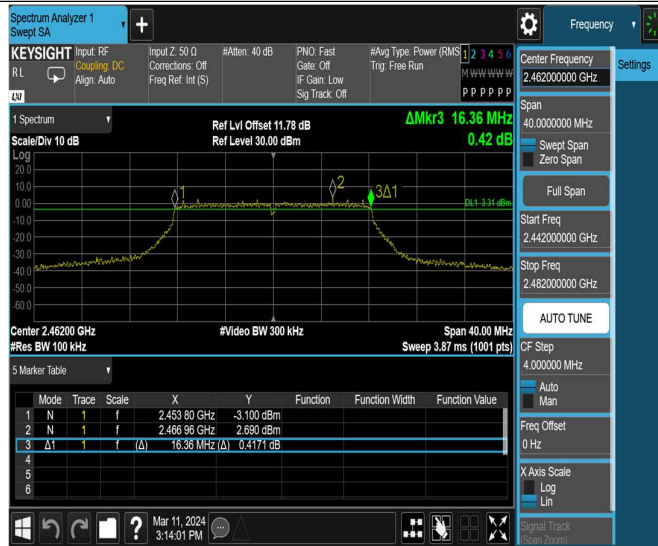 Spectrum Analyzer 1
Swept SA
Frequency
KEYSIGHT
RL
LXI
Input: RF
Coupling: DC
Align: Auto
Input Z: 50 Ω
Corrections: Off
Freq Ref: Int (S)
#Atten: 40 dB
PNO: Fast
Gate: Off
IF Gain: Low
Sig Track: Off
#Avg Type: Power (RMS
Trig: Free Run
1 2 3 4 5 6
M W W W W W
P P P P P P
1 Spectrum
Scale/Div 10 dB
Ref Lvl Offset 11.78 dB
Ref Level 30.00 dBm
ΔMkr3 16.36 MHz
0.42 dB
Log
20.0
10.0
0.00
-10.0
-20.0
-30.0
-40.0
-50.0
-60.0
1
2
3Δ1
DL1 -3.31 dBm
Center 2.46200 GHz
#Video BW 300 kHz
Span 40.00 MHz
#Res BW 100 kHz
Sweep 3.87 ms (1001 pts)
5 Marker Table
Mode Trace Scale X Y Function Function Width Function Value
1 N 1 f 2.453 80 GHz -3.100 dBm
2 N 1 f 2.466 96 GHz 2.690 dBm
3 Δ1 1 f (Δ) 16.36 MHz (Δ) 0.4171 dB
4
5
6
Mar 11, 2024
3:14:01 PM
Center Frequency
2.462000000 GHz
Settings
Span
40.0000000 MHz
Swept Span
Zero Span
Full Span
Start Freq
2.442000000 GHz
Stop Freq
2.482000000 GHz
AUTO TUNE
CF Step
4.000000 MHz
Auto
Man
Freq Offset
0 Hz
X Axis Scale
Log
Lin
Signal Track
(Span Zoom)